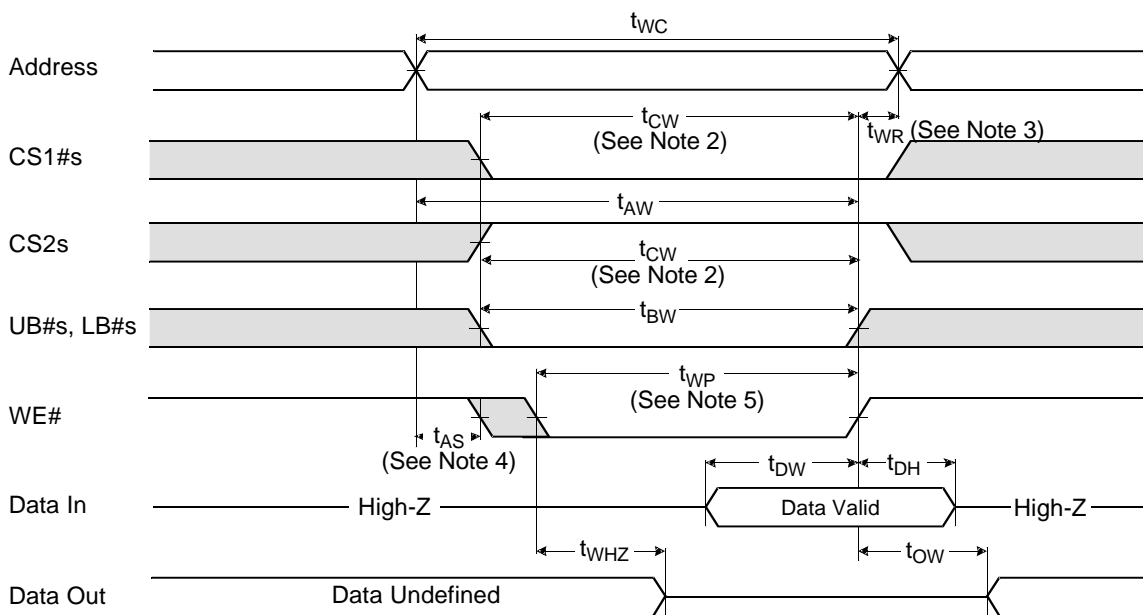 tWC
Address
tCW
(See Note 2)
tWR (See Note 3)
CS1#s
tAW
CS2s
tCW
(See Note 2)
UB#s, LB#s
tBW
tWP
(See Note 5)
WE#
tAS
(See Note 4)
tDW
tDH
Data In
High-Z
Data Valid
High-Z
tWHZ
tOW
Data Out
Data Undefined